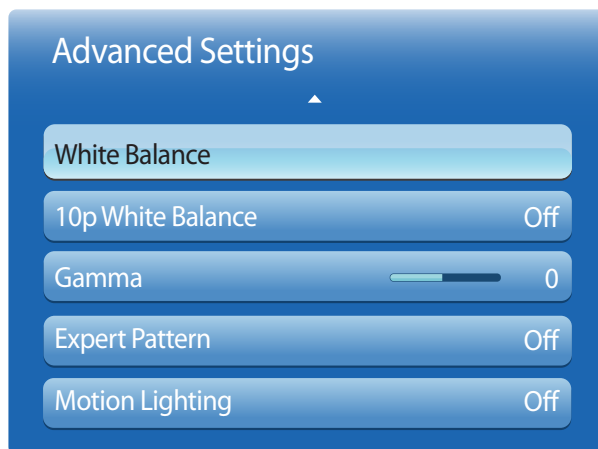 Advanced Settings
White Balance
10p White Balance Off
Gamma 0
Expert Pattern Off
Motion Lighting Off